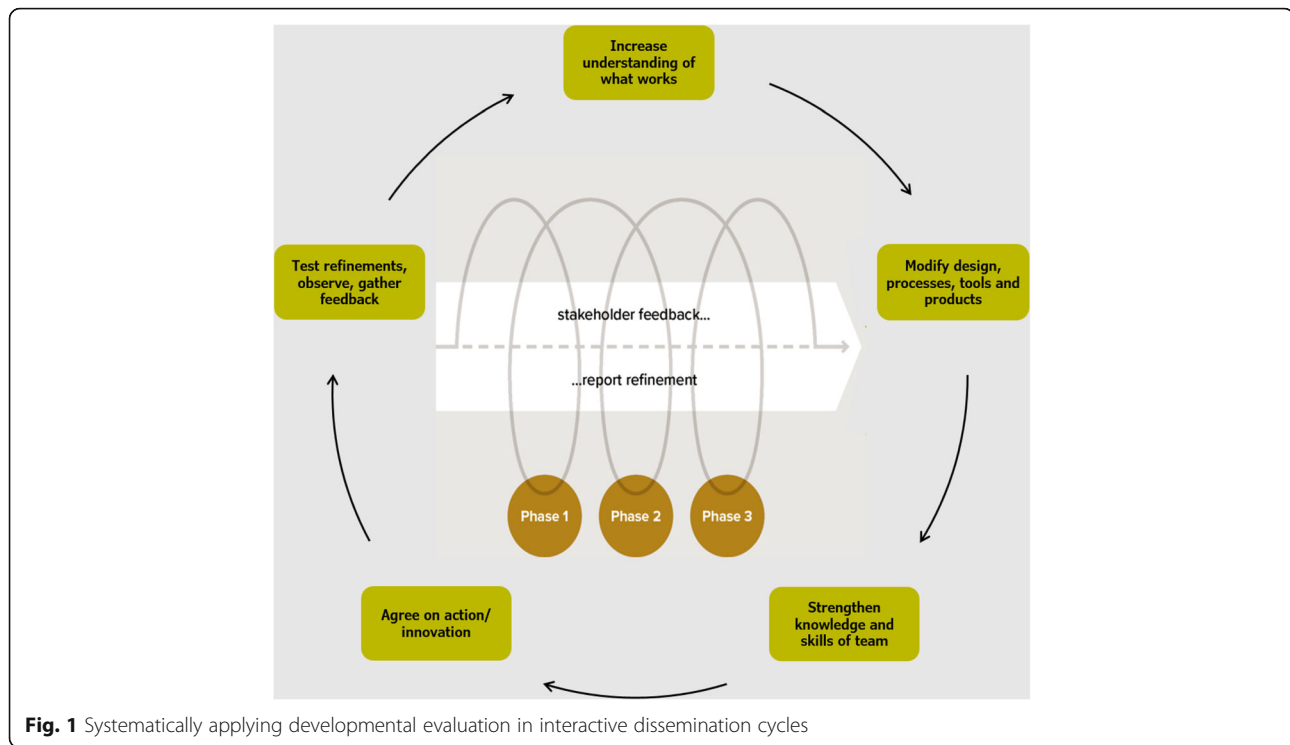 Increase
understanding of
what works
Test refinements,
observe, gather
feedback
Modify design,
processes, tools and
products
stakeholder feedback...
...report refinement
Phase 1
Phase 2
Phase 3
Agree on action/
innovation
Strengthen
knowledge and
skills of team
Fig. 1 Systematically applying developmental evaluation in interactive dissemination cycles